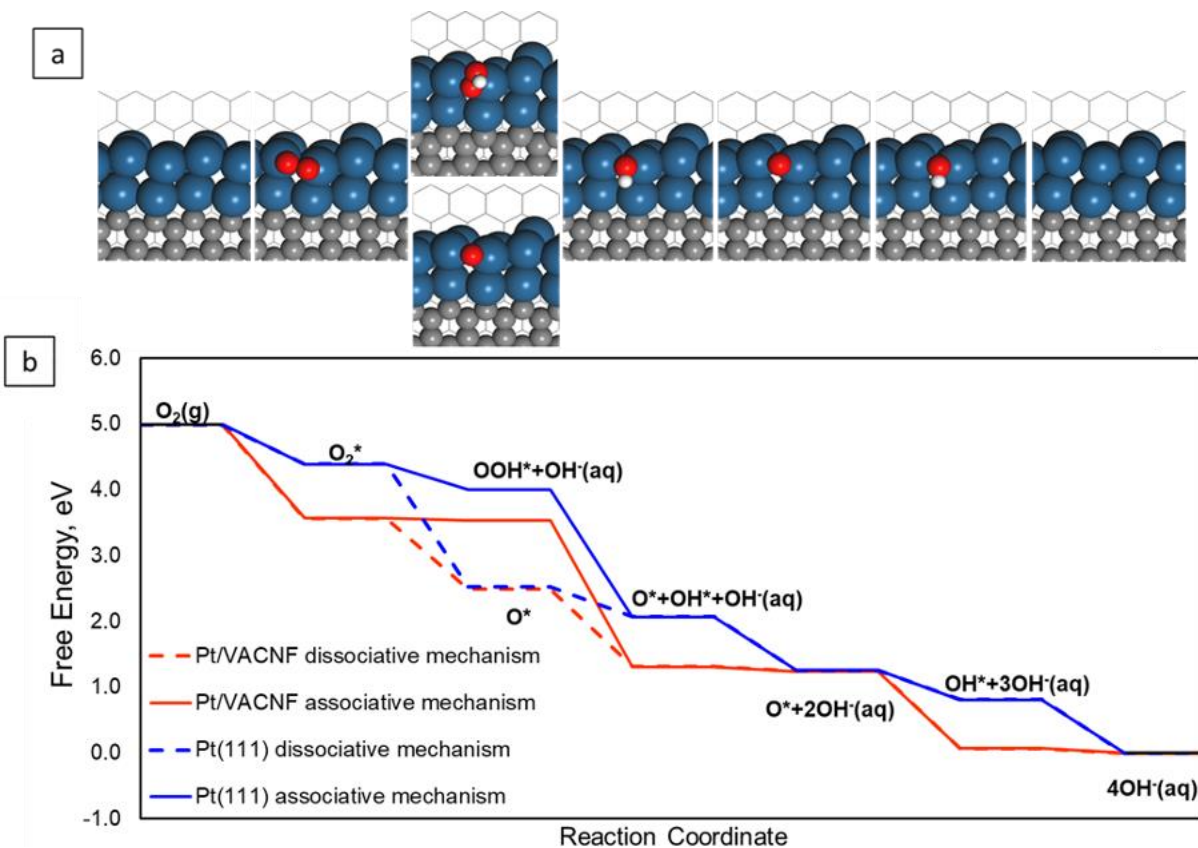 a
b
6.0
5.0
4.0
3.0
2.0
1.0
0.0
-1.0
Free Energy, eV
O₂(g)
O₂*
OOH*+OH⁻(aq)
O*
O*+OH*+OH⁻(aq)
O*+2OH⁻(aq)
OH*+3OH⁻(aq)
4OH⁻(aq)
Pt/VACNF dissociative mechanism
Pt/VACNF associative mechanism
Pt(111) dissociative mechanism
Pt(111) associative mechanism
Reaction Coordinate